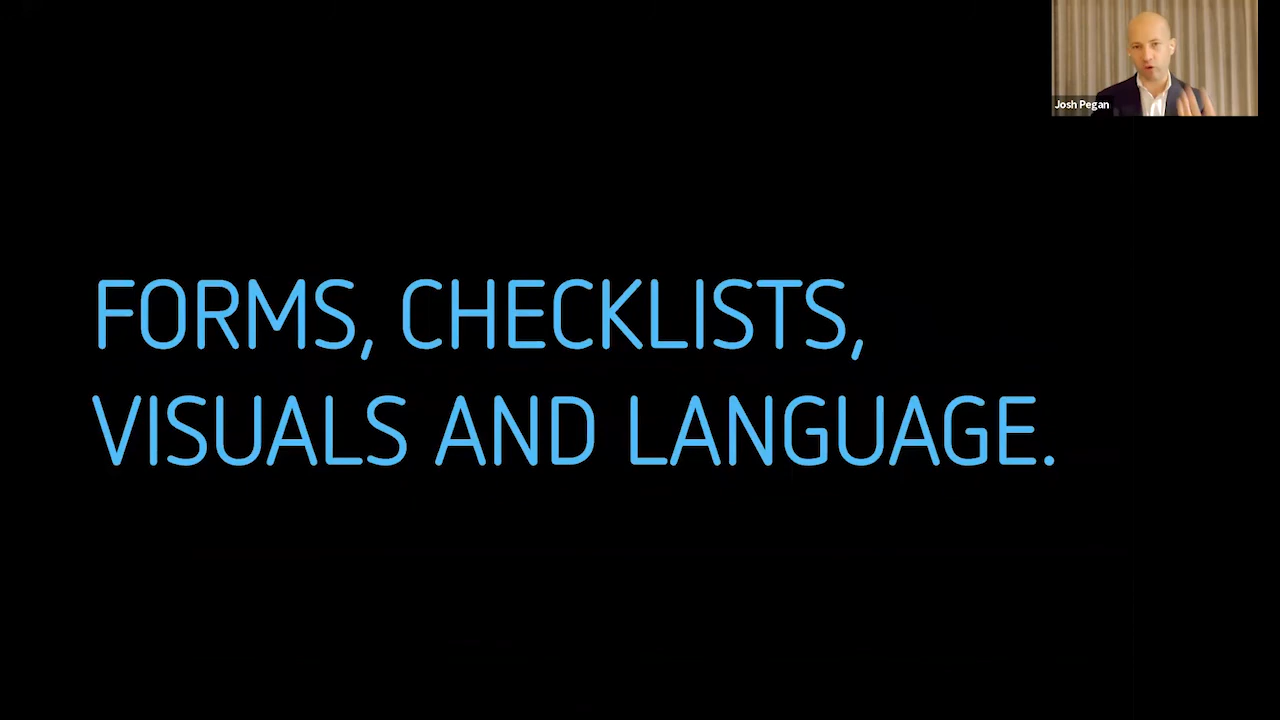 Josh Pegan
FORMS, CHECKLISTS,
VISUALS AND LANGUAGE.